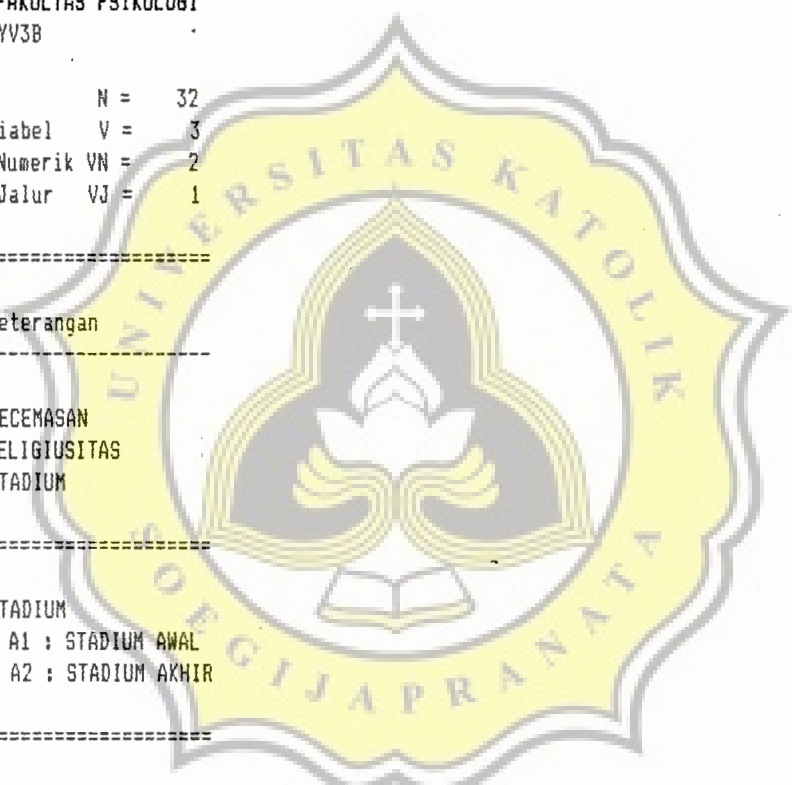 FAKULTAS PSIKOLOGI
YV3B
N = 32
iabel V = 3
Numerik VN = 2
Jalur VJ = 1
====================
eterangan
--------------------
ECEMASAN
ELIGIUSITAS
TADIUM
====================
TADIUM
A1 : STADIUM AWAL
A2 : STADIUM AKHIR
====================
UNIVERSITAS KATOLIK
SOEGIJAPRANATA